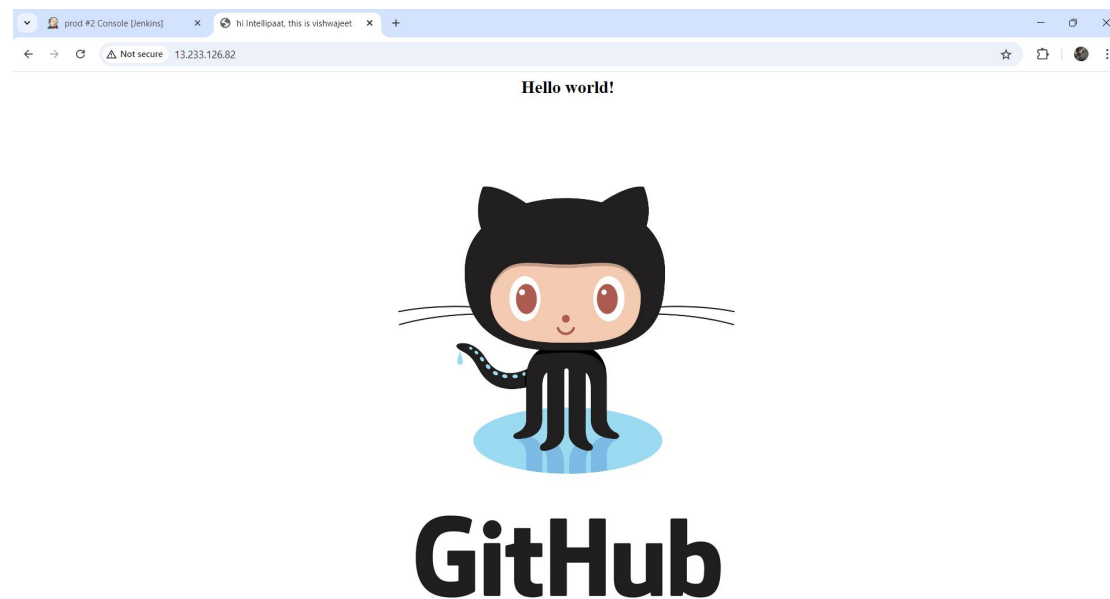 prod #2 Console [Jenkins]
hi Intellipaat, this is vishwajeet
Not secure
13.233.126.82
Hello world!
GitHub